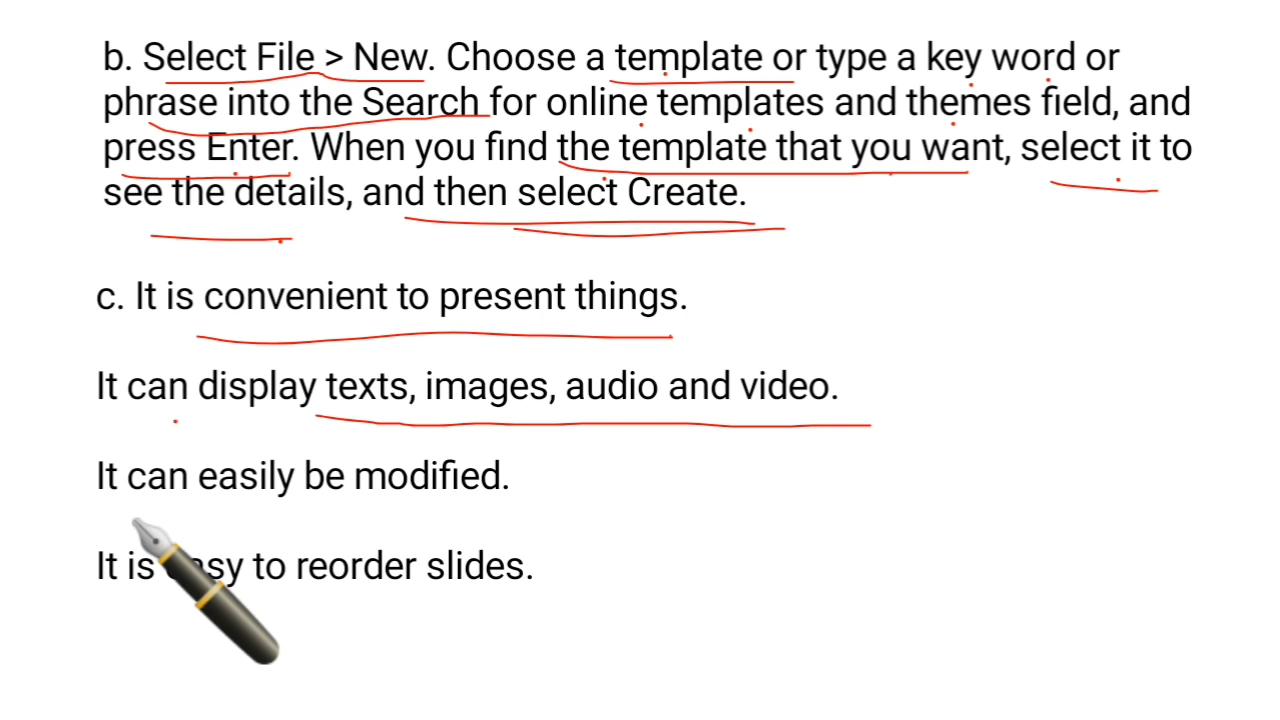 b. Select File > New. Choose a template or type a key word or
phrase into the Search for online templates and themes field, and
press Enter. When you find the template that you want, select it to
see the details, and then select Create.
c. It is convenient to present things.
It can display texts, images, audio and video.
It can easily be modified.
It is easy to reorder slides.